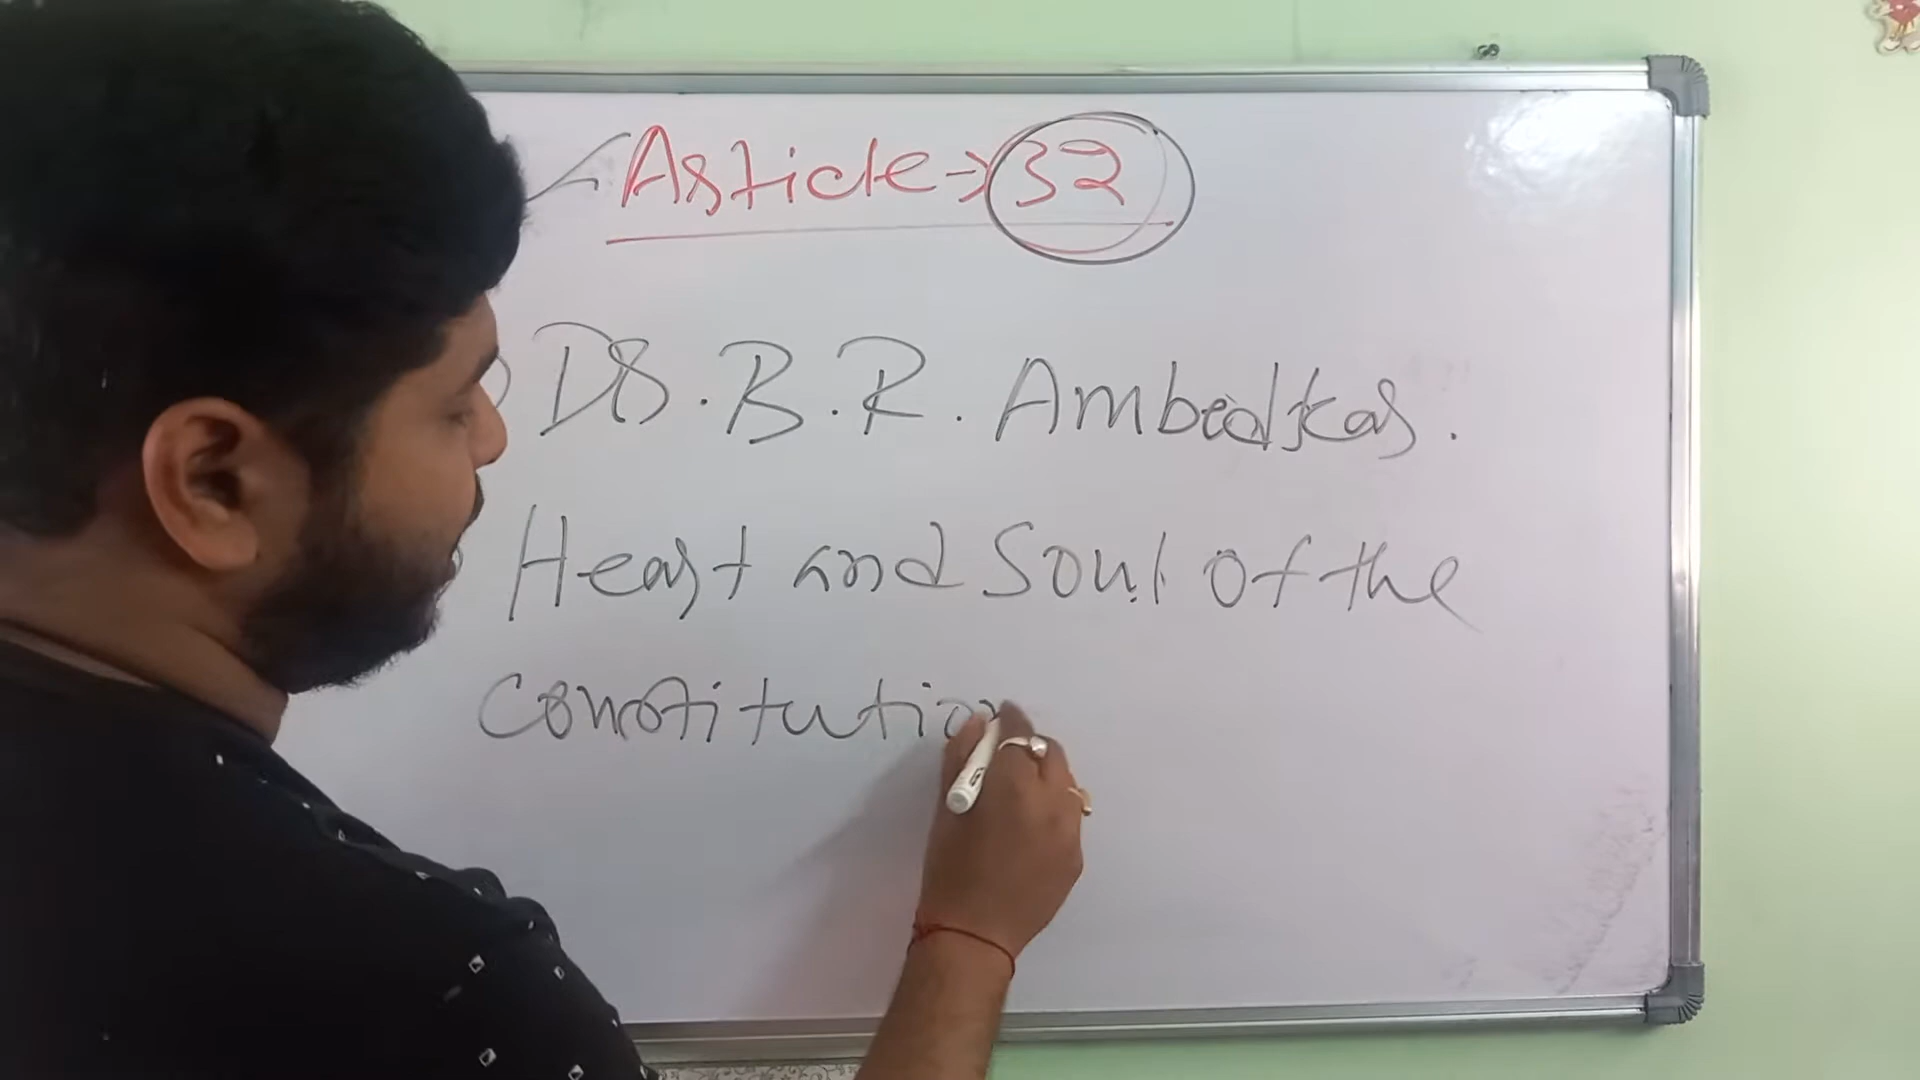 Article → 32
Dr. B. R. Ambedkar.
Heart and Soul of the
Constitution